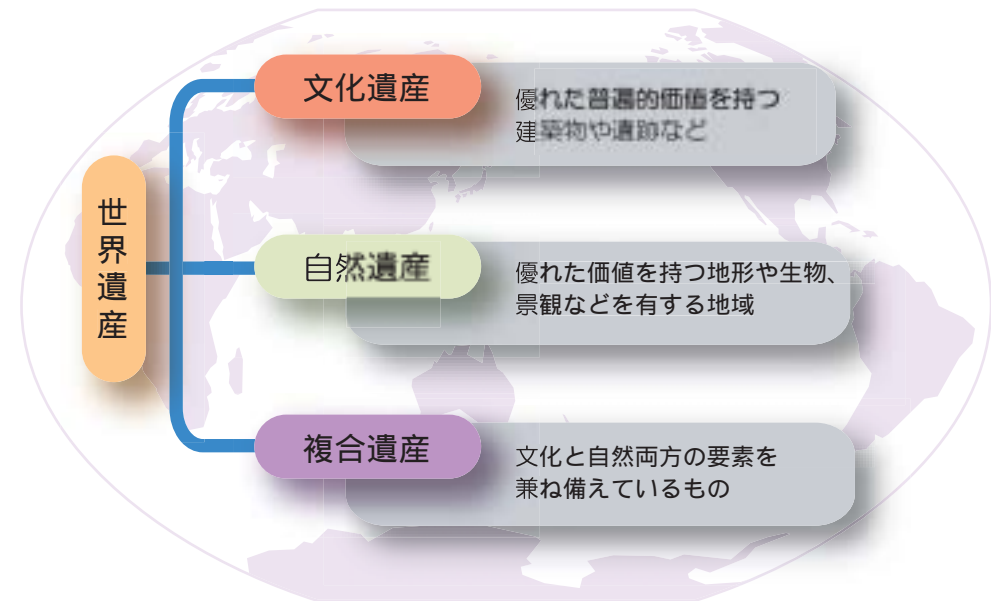 世界遺産
文化遺産
優れた普遍的価値を持つ
建築物や遺跡など
自然遺産
優れた価値を持つ地形や生物、
景観などを有する地域
複合遺産
文化と自然両方の要素を
兼ね備えているもの